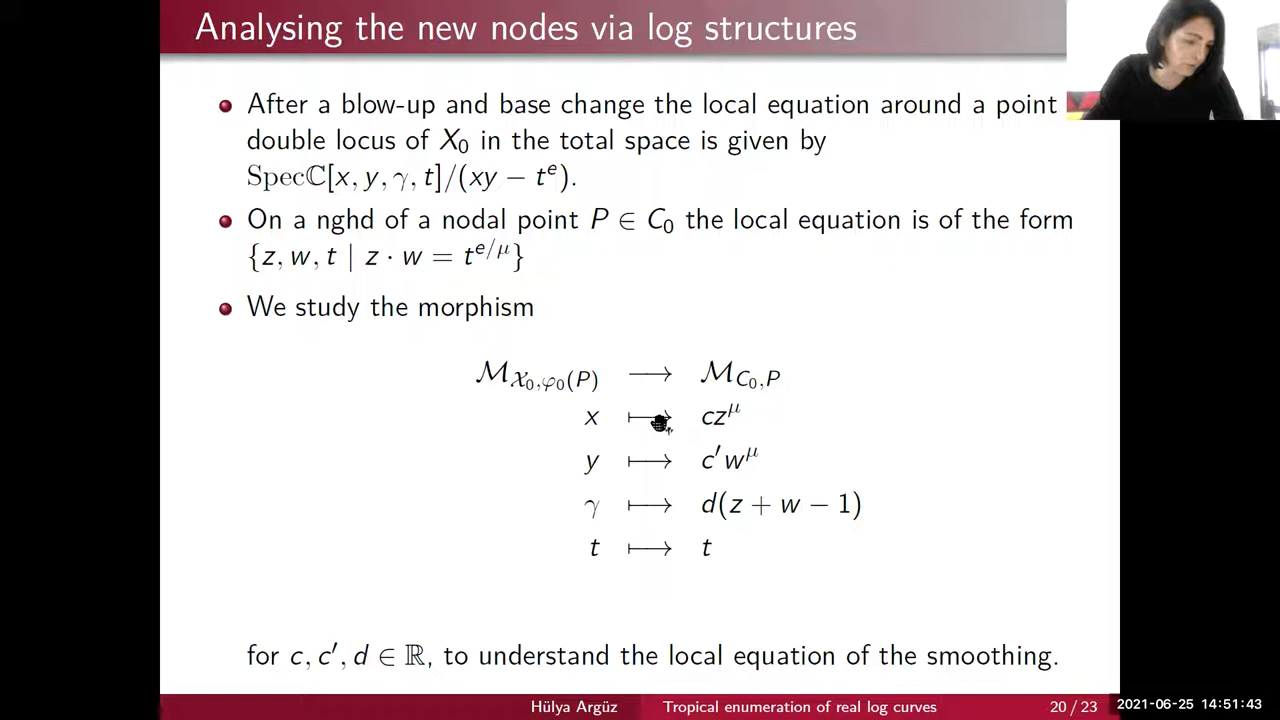 Analysing the new nodes via log structures
After a blow-up and base change the local equation around a point
double locus of X₀ in the total space is given by
Specℂ[x, y, γ, t]/(xy − tᵉ).
On a nghd of a nodal point P ∈ C₀ the local equation is of the form
{z, w, t | z · w = t^{e/μ}}
We study the morphism
ℳ_{𝒳₀,φ₀(P)} ⟶ ℳ_{C₀,P}
x ⟼ cz^μ
y ⟼ c′w^μ
γ ⟼ d(z + w − 1)
t ⟼ t
for c, c′, d ∈ ℝ, to understand the local equation of the smoothing.
Hülya Argüz Tropical enumeration of real log curves 20 / 23 2021-06-25 14:51:43